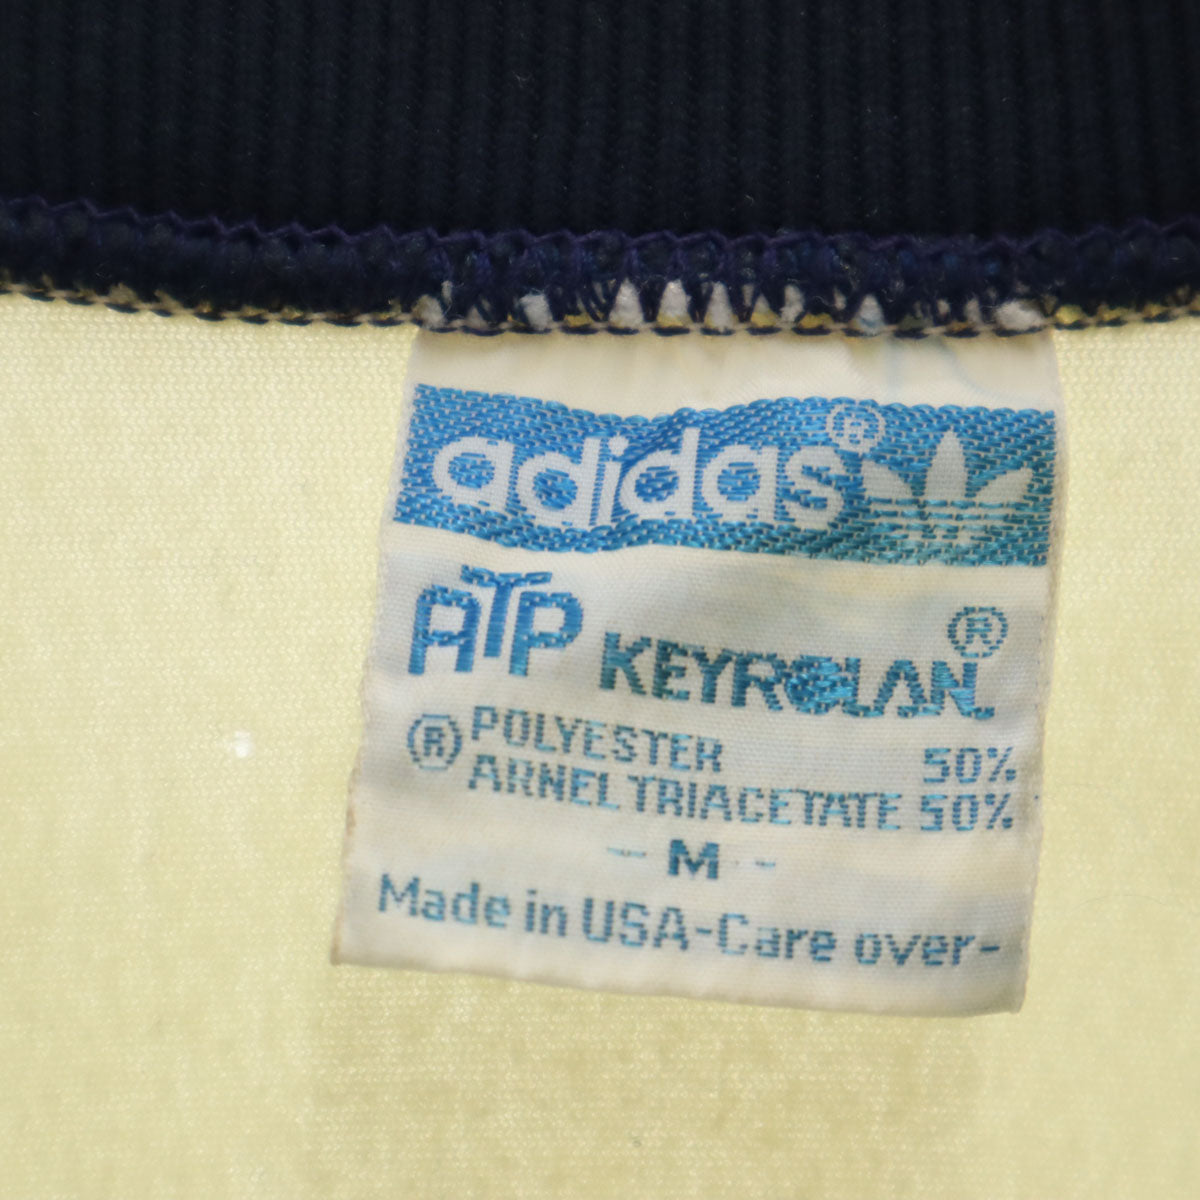 adidas®
ATP KEYROLAN®
® POLYESTER 50%
ARNEL TRIACETATE 50%
- M -
Made in USA-Care over-